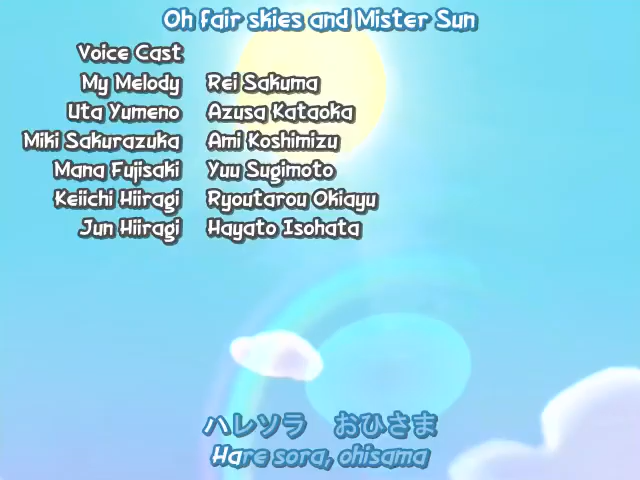 Oh fair skies and Mister Sun
Voice Cast
My Melody Rei Sakuma
Uta Yumeno Azusa Kataoka
Miki Sakurazuka Ami Koshimizu
Mana Fujisaki Yuu Sugimoto
Keiichi Hiiragi Ryoutarou Okiayu
Jun Hiiragi Hayato Isohata
ハレソラ おひさま
Hare sora, ohisama